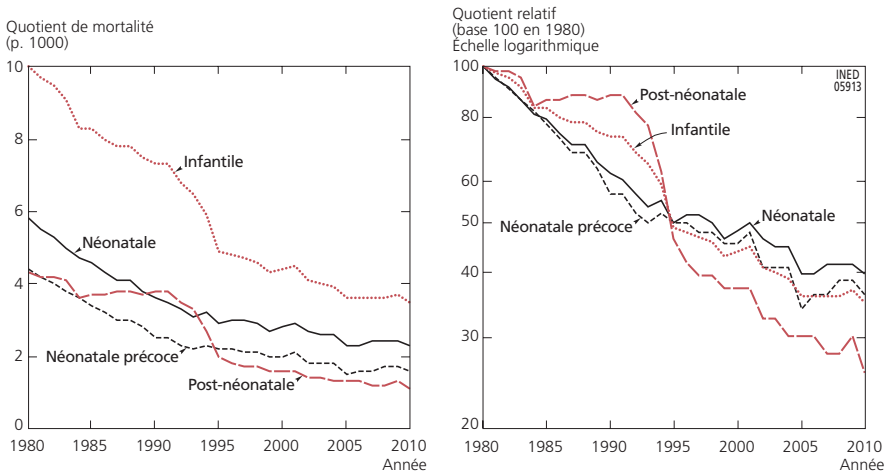 Quotient de mortalité
(p. 1000)
10
8
6
4
2
0
Infantile
Néonatale
Néonatale précoce
Post-néonatale
1980 1985 1990 1995 2000 2005 2010
Année
Quotient relatif
(base 100 en 1980)
Échelle logarithmique
100
80
60
50
40
30
20
INED
05913
Post-néonatale
Infantile
Néonatale
Néonatale précoce
1980 1985 1990 1995 2000 2005 2010
Année